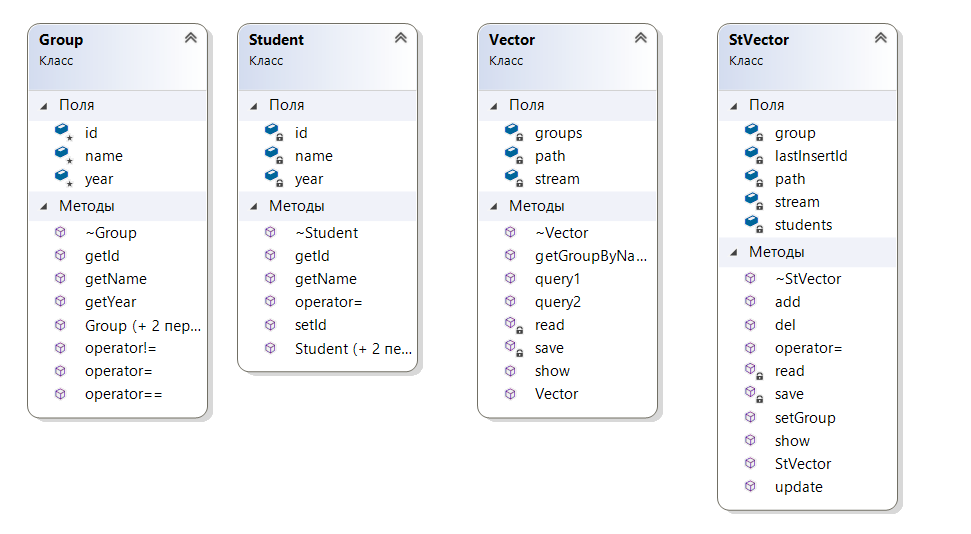 Group
Класс
Поля
id
name
year
Методы
~Group
getId
getName
getYear
Group (+ 2 пер...
operator!=
operator=
operator==
Student
Класс
Поля
id
name
year
Методы
~Student
getId
getName
operator=
setId
Student (+ 2 пе...
Vector
Класс
Поля
groups
path
stream
Методы
~Vector
getGroupByNa...
query1
query2
read
save
show
Vector
StVector
Класс
Поля
group
lastInsertId
path
stream
students
Методы
~StVector
add
del
operator=
read
save
setGroup
show
StVector
update